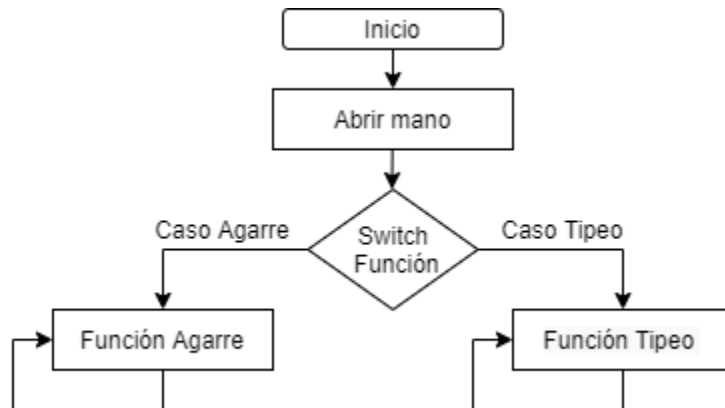 Inicio
Abrir mano
Caso Agarre
Switch
Función
Caso Tipeo
Función Agarre
Función Tipeo